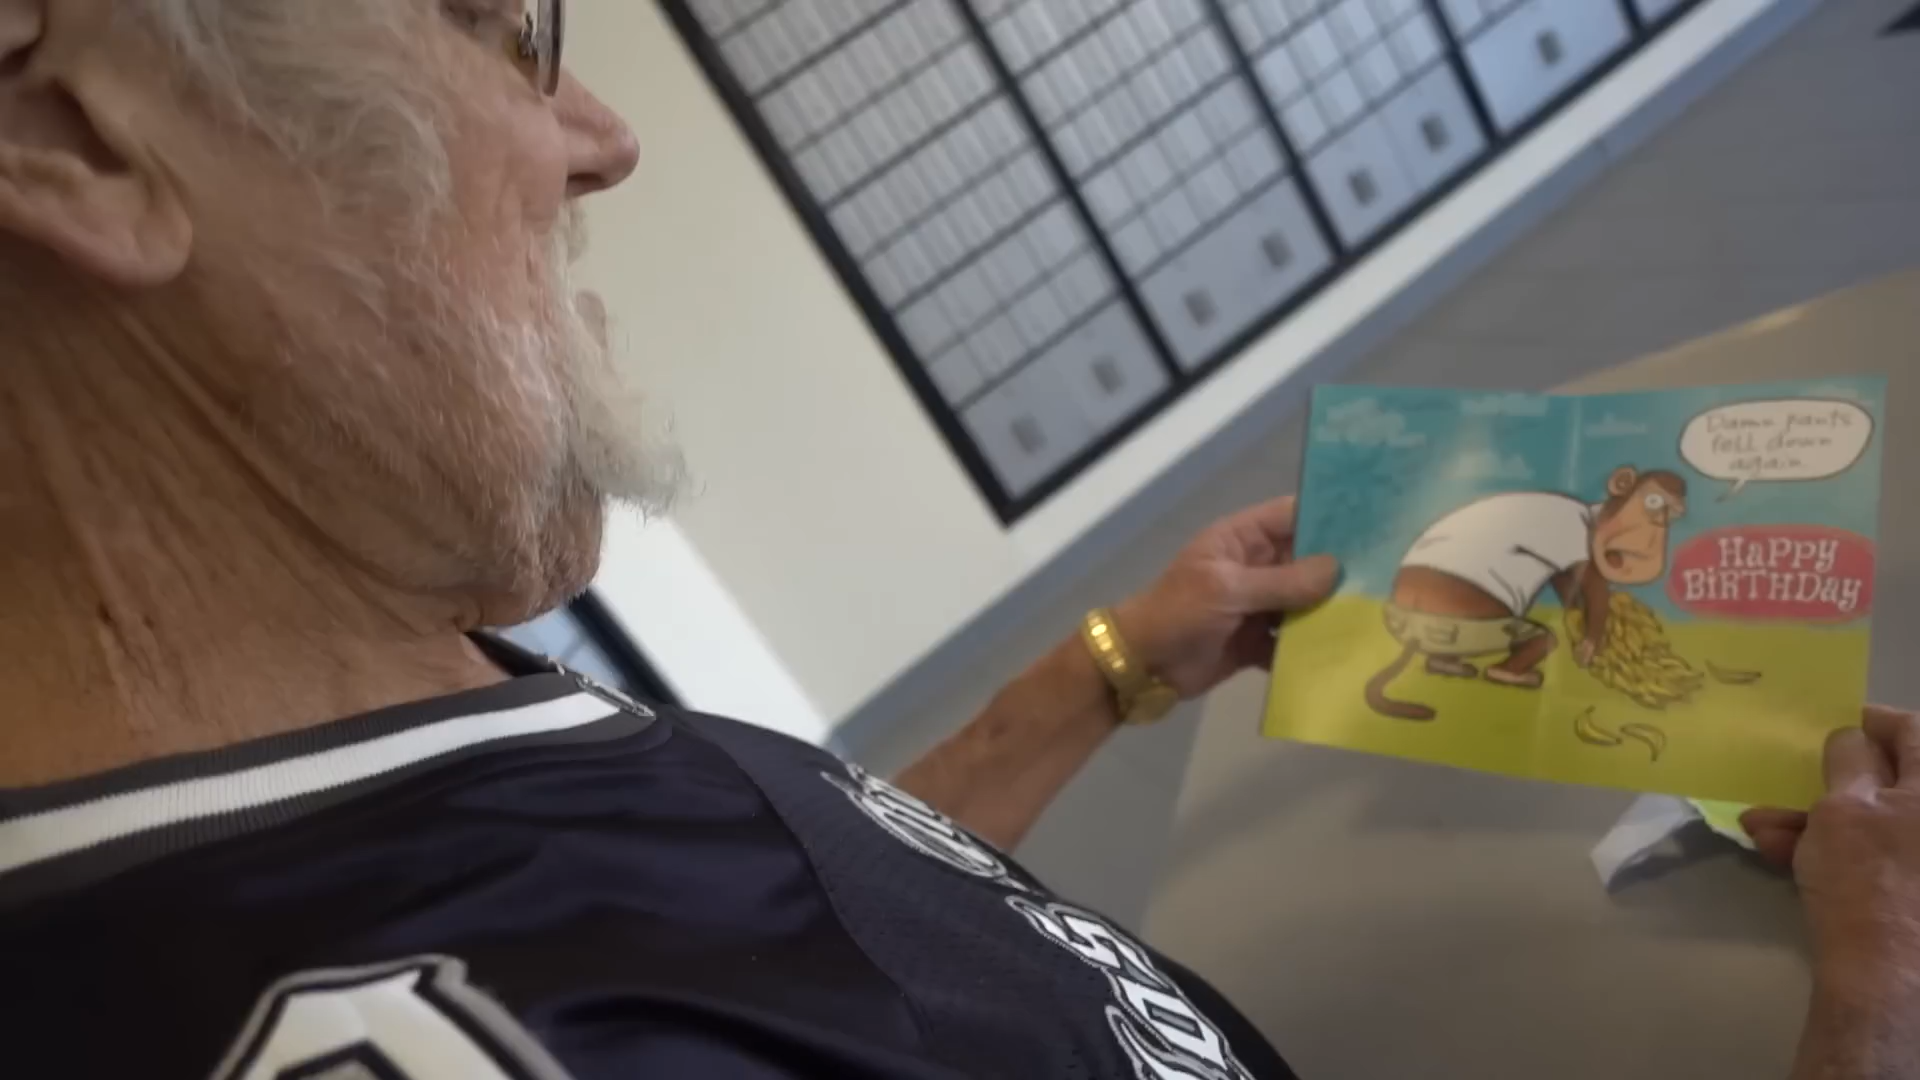 Damn pants
fell down
again
HaPPY
BiRTHDay